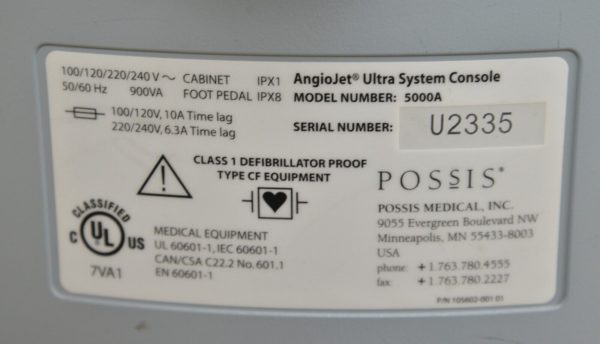 100/120/220/240 V ~ CABINET IPX1
50/60 Hz 900VA FOOT PEDAL IPX8
100/120V, 10A Time lag
220/240V, 6.3A Time lag
AngioJet® Ultra System Console
MODEL NUMBER: 5000A
SERIAL NUMBER: U2335
CLASS 1 DEFIBRILLATOR PROOF
TYPE CF EQUIPMENT
CLASSIFIED
C UL® US
7VA1
MEDICAL EQUIPMENT
UL 60601-1, IEC 60601-1
CAN/CSA C22.2 No. 601.1
EN 60601-1
POSSIS®
POSSIS MEDICAL, INC.
9055 Evergreen Boulevard NW
Minneapolis, MN 55433-8003
USA
phone: +1.763.780.4555
fax: +1.763.780.2227
P/N 105602-001 01